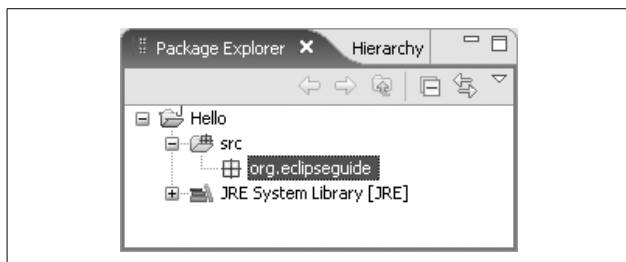 Package Explorer Hierarchy
Hello
src
org.eclipseguide
JRE System Library [JRE]